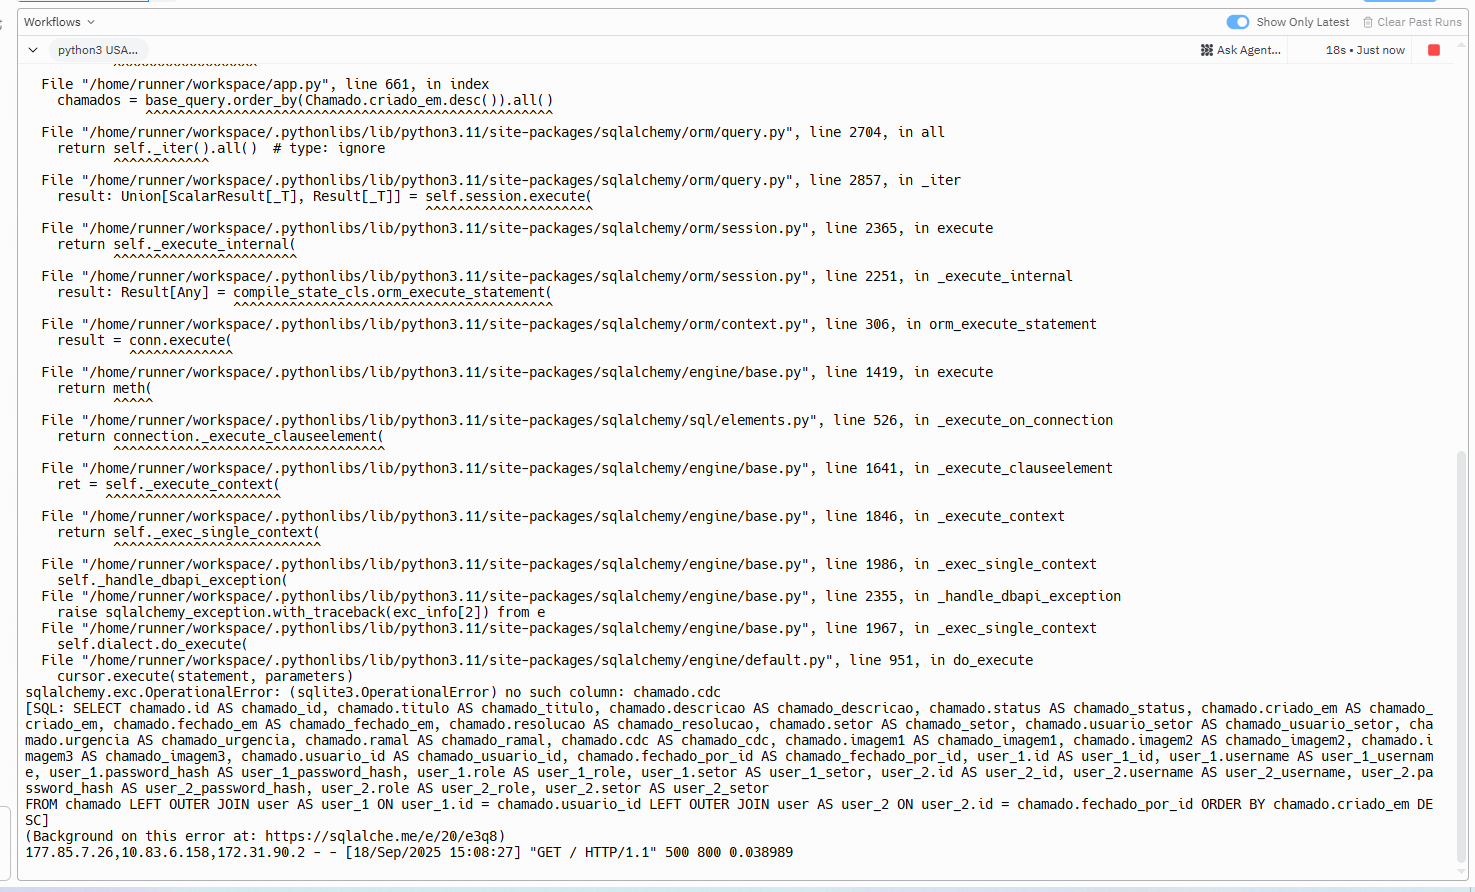 Workflows
Show Only Latest
Clear Past Runs
python3 USA...
Ask Agent...
18s • Just now
^^^^^^^^^^^^^^^^^^
File "/home/runner/workspace/app.py", line 661, in index
chamados = base_query.order_by(Chamado.criado_em.desc()).all()
^^^^^^^^^^^^^^^^^^^^^^^^^^^^^^^^^^^^^^^^^^^^^^^^^^^
File "/home/runner/workspace/.pythonlibs/lib/python3.11/site-packages/sqlalchemy/orm/query.py", line 2704, in all
return self._iter().all()  # type: ignore
^^^^^^^^^^^^
File "/home/runner/workspace/.pythonlibs/lib/python3.11/site-packages/sqlalchemy/orm/query.py", line 2857, in _iter
result: Union[ScalarResult[_T], Result[_T]] = self.session.execute(
^^^^^^^^^^^^^^^^^^^^^
File "/home/runner/workspace/.pythonlibs/lib/python3.11/site-packages/sqlalchemy/orm/session.py", line 2365, in execute
return self._execute_internal(
^^^^^^^^^^^^^^^^^^^^^^^
File "/home/runner/workspace/.pythonlibs/lib/python3.11/site-packages/sqlalchemy/orm/session.py", line 2251, in _execute_internal
result: Result[Any] = compile_state_cls.orm_execute_statement(
^^^^^^^^^^^^^^^^^^^^^^^^^^^^^^^^^^^^^^^^
File "/home/runner/workspace/.pythonlibs/lib/python3.11/site-packages/sqlalchemy/orm/context.py", line 306, in orm_execute_statement
result = conn.execute(
^^^^^^^^^^^^^
File "/home/runner/workspace/.pythonlibs/lib/python3.11/site-packages/sqlalchemy/engine/base.py", line 1419, in execute
return meth(
^^^^^
File "/home/runner/workspace/.pythonlibs/lib/python3.11/site-packages/sqlalchemy/sql/elements.py", line 526, in _execute_on_connection
return connection._execute_clauseelement(
^^^^^^^^^^^^^^^^^^^^^^^^^^^^^^^^^^
File "/home/runner/workspace/.pythonlibs/lib/python3.11/site-packages/sqlalchemy/engine/base.py", line 1641, in _execute_clauseelement
ret = self._execute_context(
^^^^^^^^^^^^^^^^^^^^^^
File "/home/runner/workspace/.pythonlibs/lib/python3.11/site-packages/sqlalchemy/engine/base.py", line 1846, in _execute_context
return self._exec_single_context(
^^^^^^^^^^^^^^^^^^^^^^^^^^
File "/home/runner/workspace/.pythonlibs/lib/python3.11/site-packages/sqlalchemy/engine/base.py", line 1986, in _exec_single_context
self._handle_dbapi_exception(
File "/home/runner/workspace/.pythonlibs/lib/python3.11/site-packages/sqlalchemy/engine/base.py", line 2355, in _handle_dbapi_exception
raise sqlalchemy_exception.with_traceback(exc_info[2]) from e
File "/home/runner/workspace/.pythonlibs/lib/python3.11/site-packages/sqlalchemy/engine/base.py", line 1967, in _exec_single_context
self.dialect.do_execute(
File "/home/runner/workspace/.pythonlibs/lib/python3.11/site-packages/sqlalchemy/engine/default.py", line 951, in do_execute
cursor.execute(statement, parameters)
sqlalchemy.exc.OperationalError: (sqlite3.OperationalError) no such column: chamado.cdc
[SQL: SELECT chamado.id AS chamado_id, chamado.titulo AS chamado_titulo, chamado.descricao AS chamado_descricao, chamado.status AS chamado_status, chamado.criado_em AS chamado_
criado_em, chamado.fechado_em AS chamado_fechado_em, chamado.resolucao AS chamado_resolucao, chamado.setor AS chamado_setor, chamado.usuario_setor AS chamado_usuario_setor, cha
mado.urgencia AS chamado_urgencia, chamado.ramal AS chamado_ramal, chamado.cdc AS chamado_cdc, chamado.imagem1 AS chamado_imagem1, chamado.imagem2 AS chamado_imagem2, chamado.i
magem3 AS chamado_imagem3, chamado.usuario_id AS chamado_usuario_id, chamado.fechado_por_id AS chamado_fechado_por_id, user_1.id AS user_1_id, user_1.username AS user_1_usernam
e, user_1.password_hash AS user_1_password_hash, user_1.role AS user_1_role, user_1.setor AS user_1_setor, user_2.id AS user_2_id, user_2.username AS user_2_username, user_2.pa
ssword_hash AS user_2_password_hash, user_2.role AS user_2_role, user_2.setor AS user_2_setor
FROM chamado LEFT OUTER JOIN user AS user_1 ON user_1.id = chamado.usuario_id LEFT OUTER JOIN user AS user_2 ON user_2.id = chamado.fechado_por_id ORDER BY chamado.criado_em DE
SC]
(Background on this error at: https://sqlalche.me/e/20/e3q8)
177.85.7.26,10.83.6.158,172.31.90.2 - - [18/Sep/2025 15:08:27] "GET / HTTP/1.1" 500 800 0.038989